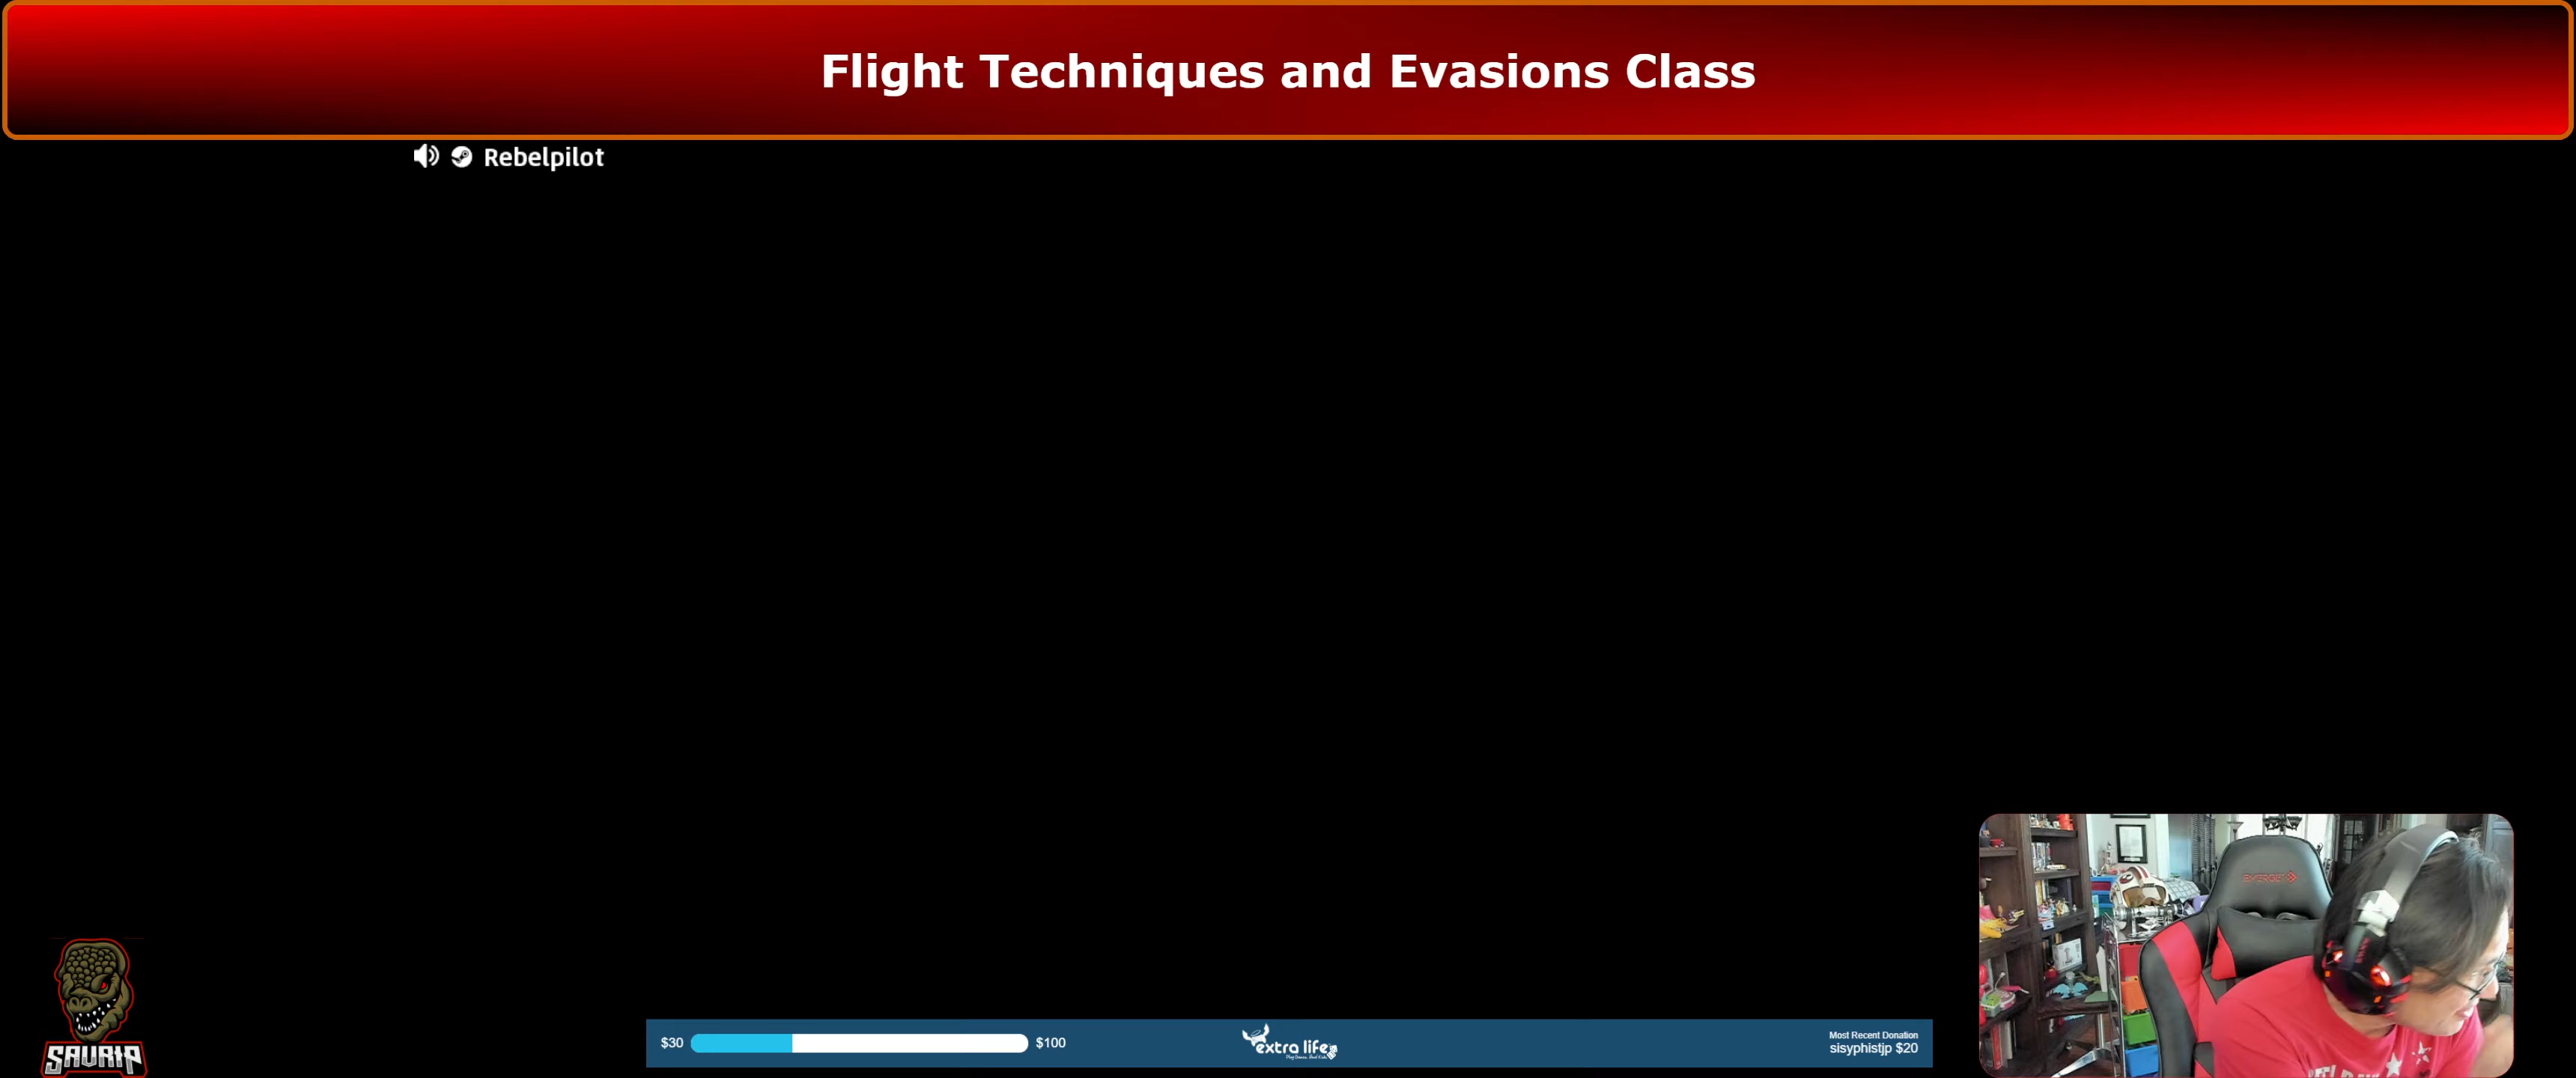 Flight Techniques and Evasions Class
Rebelpilot
$30
$100
extra life
Most Recent Donation
sisyphistjp $20
SAURIP